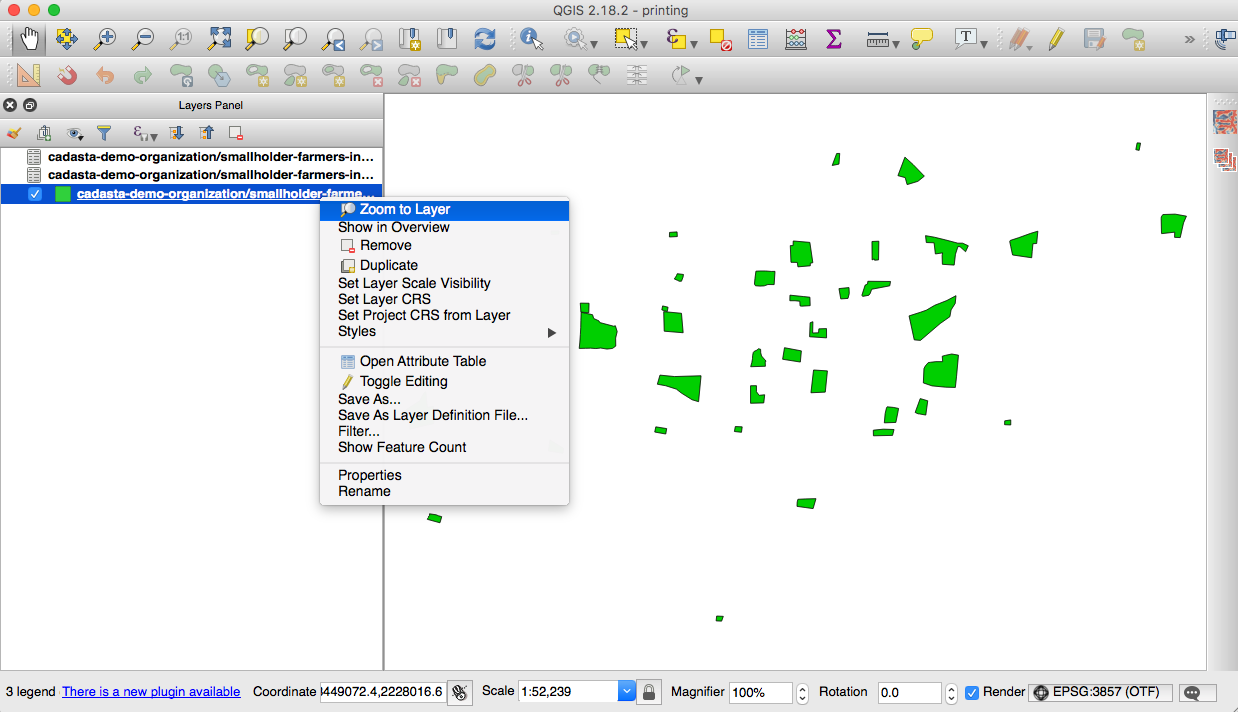 QGIS 2.18.2 - printing
1:1
T
Layers Panel
cadasta-demo-organization/smallholder-farmers-in...
cadasta-demo-organization/smallholder-farmers-in...
cadasta-demo-organization/smallholder-farme...
Zoom to Layer
Show in Overview
Remove
Duplicate
Set Layer Scale Visibility
Set Layer CRS
Set Project CRS from Layer
Styles
Open Attribute Table
Toggle Editing
Save As...
Save As Layer Definition File...
Filter...
Show Feature Count
Properties
Rename
3 legend There is a new plugin available Coordinate 449072.4,2228016.6 Scale 1:52,239 Magnifier 100% Rotation 0.0 Render EPSG:3857 (OTF)